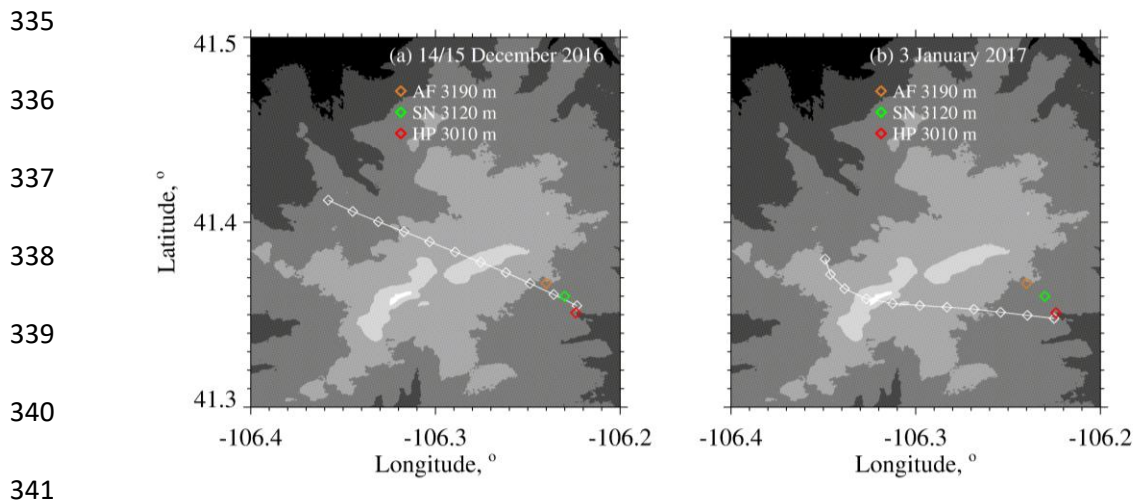 335
336
337
338
339
340
341
41.5
41.4
41.3
Latitude, °
(a) 14/15 December 2016
AF 3190 m
SN 3120 m
HP 3010 m
-106.4 -106.3 -106.2
Longitude, °
(b) 3 January 2017
AF 3190 m
SN 3120 m
HP 3010 m
-106.4 -106.3 -106.2
Longitude, °